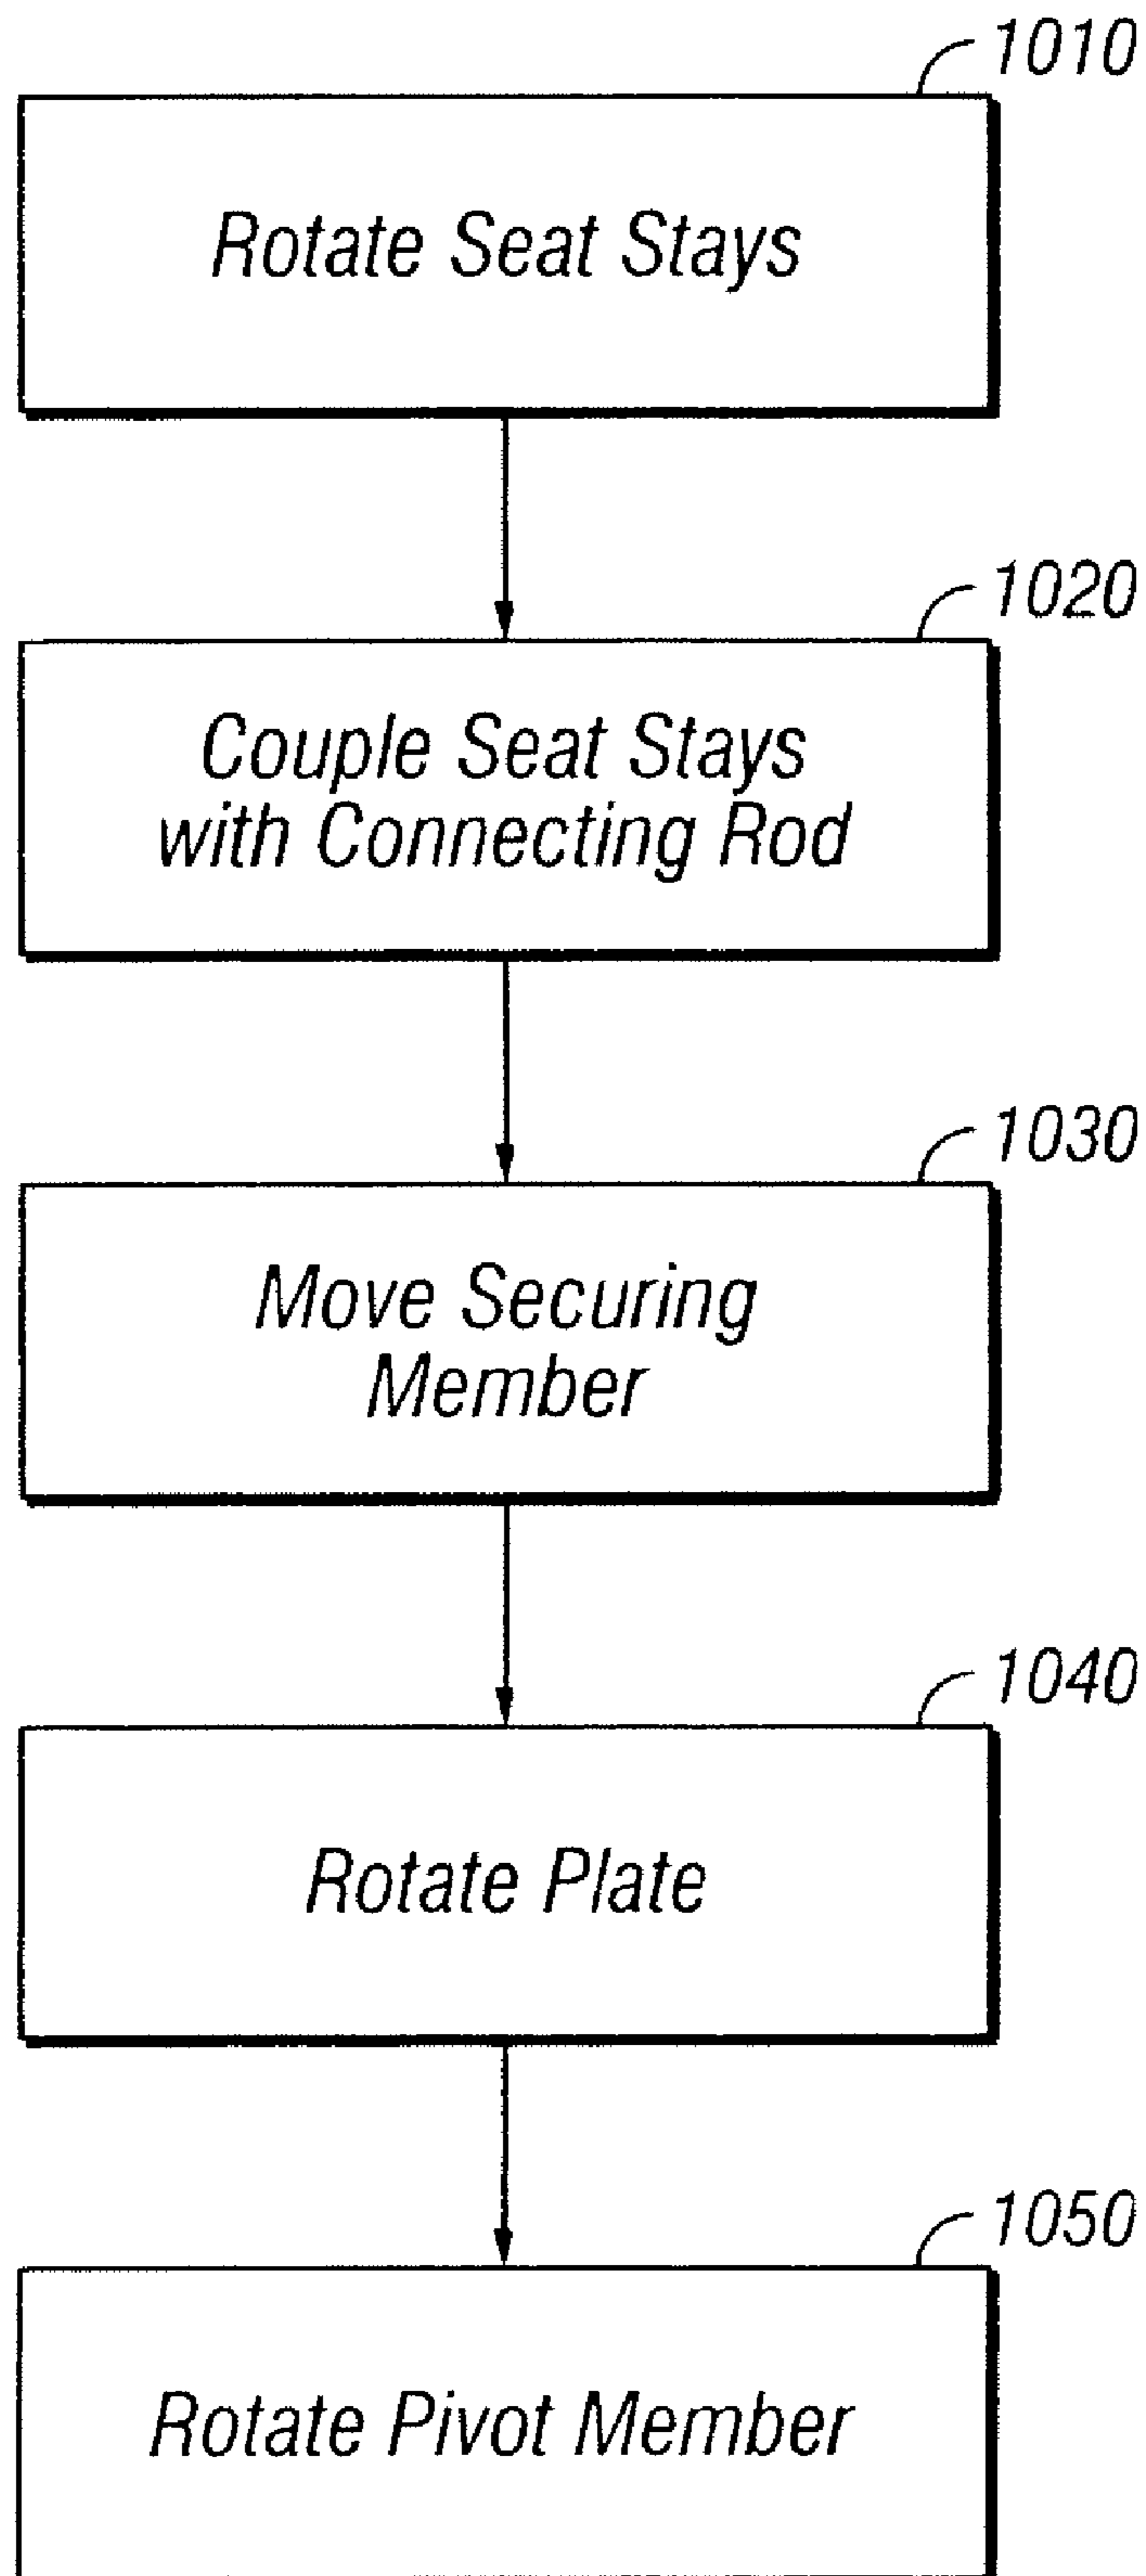 1010
Rotate Seat Stays
1020
Couple Seat Stays
with Connecting Rod
1030
Move Securing
Member
1040
Rotate Plate
1050
Rotate Pivot Member